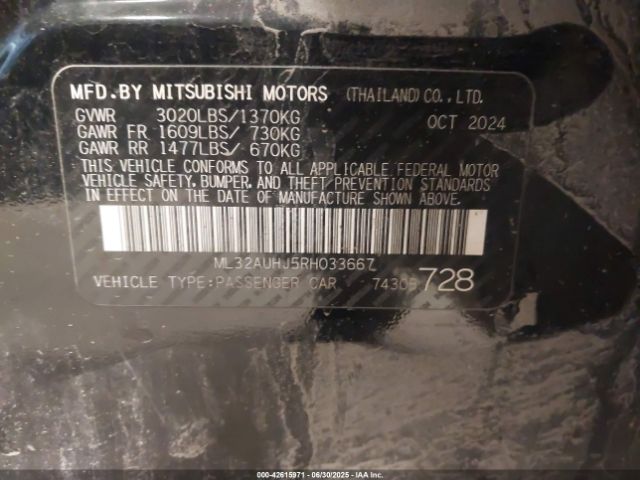 MFD.BY MITSUBISHI MOTORS (THAILAND)CO.,LTD.
GVWR 3020LBS/1370KG OCT 2024
GAWR FR 1609LBS/ 730KG
GAWR RR 1477LBS/ 670KG
THIS VEHICLE CONFORMS TO ALL APPLICABLE FEDERAL MOTOR
VEHICLE SAFETY, BUMPER, AND THEFT PREVENTION STANDARDS
IN EFFECT ON THE DATE OF MANUFACTURE SHOWN ABOVE.
ML32AUHJ5RH033667
VEHICLE TYPE:PASSENGER CAR 74305 728
000-42615971 | 06/30/2025 - IAA Inc.